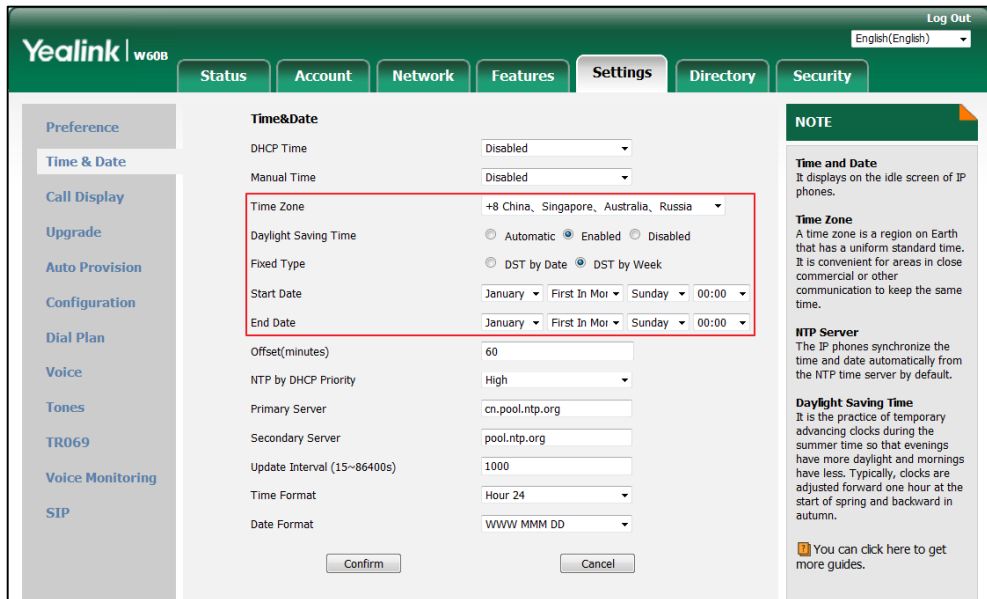 Log Out
Yealink | W60B
English(English)
Status
Account
Network
Features
Settings
Directory
Security
Preference
Time & Date
Call Display
Upgrade
Auto Provision
Configuration
Dial Plan
Voice
Tones
TR069
Voice Monitoring
SIP
Time&Date
DHCP Time Disabled
Manual Time Disabled
Time Zone +8 China、Singapore、Australia、Russia
Daylight Saving Time Automatic Enabled Disabled
Fixed Type DST by Date DST by Week
Start Date January First In Mor Sunday 00:00
End Date January First In Mor Sunday 00:00
Offset(minutes) 60
NTP by DHCP Priority High
Primary Server cn.pool.ntp.org
Secondary Server pool.ntp.org
Update Interval (15~86400s) 1000
Time Format Hour 24
Date Format WWW MMM DD
Confirm Cancel
NOTE
Time and Date
It displays on the idle screen of IP
phones.
Time Zone
A time zone is a region on Earth
that has a uniform standard time.
It is convenient for areas in close
commercial or other
communication to keep the same
time.
NTP Server
The IP phones synchronize the
time and date automatically from
the NTP time server by default.
Daylight Saving Time
It is the practice of temporary
advancing clocks during the
summer time so that evenings
have more daylight and mornings
have less. Typically, clocks are
adjusted forward one hour at the
start of spring and backward in
autumn.
You can click here to get
more guides.